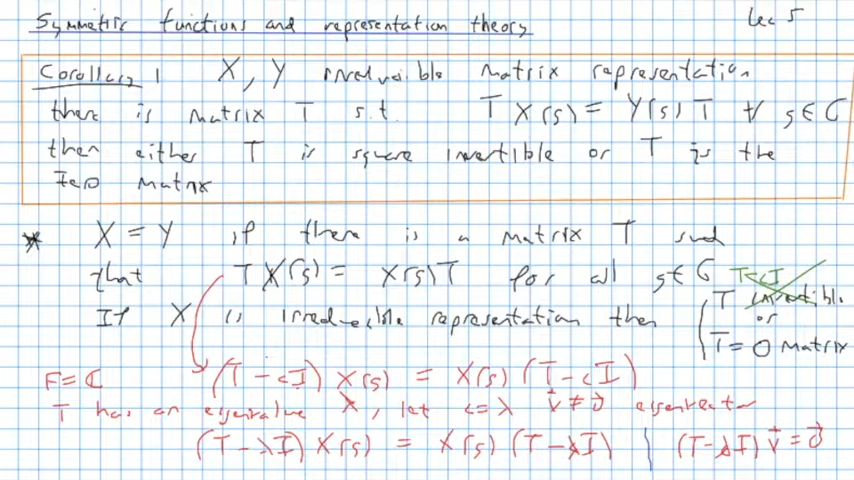 Symmetric functions and representation theory Lec 5
Corollary 1 X, Y irreducible matrix representation
there is matrix T s.t. T X(s) = Y(s) T ∀ s∈G
then either T is square invertible or T is the
zero matrix
* X = Y if there is a matrix T such
that T X(s) = X(s) T for all s∈G T=cI
If X is irreducible representation then T invertible
or
T = 0 Matrix
F = ℂ (T - cI) X(s) = X(s) (T - cI)
T has an eigenvalue λ, let c = λ v⃗ ≠ 0⃗ eigenvector
(T - λI) X(s) = X(s) (T - λI) | (T - λI) v⃗ = 0⃗